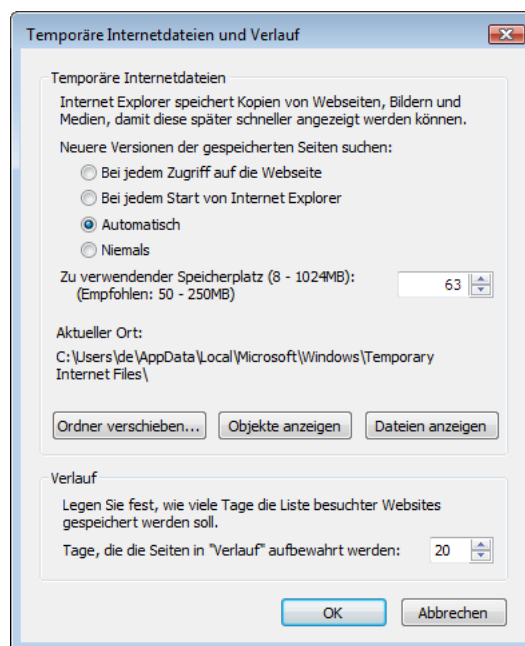 Temporäre Internetdateien und Verlauf
Temporäre Internetdateien
Internet Explorer speichert Kopien von Webseiten, Bildern und
Medien, damit diese später schneller angezeigt werden können.
Neuere Versionen der gespeicherten Seiten suchen:
Bei jedem Zugriff auf die Webseite
Bei jedem Start von Internet Explorer
Automatisch
Niemals
Zu verwendender Speicherplatz (8 - 1024MB): 63
(Empfohlen: 50 - 250MB)
Aktueller Ort:
C:\Users\de\AppData\Local\Microsoft\Windows\Temporary
Internet Files\
Ordner verschieben... Objekte anzeigen Dateien anzeigen
Verlauf
Legen Sie fest, wie viele Tage die Liste besuchter Websites
gespeichert werden soll.
Tage, die die Seiten in "Verlauf" aufbewahrt werden: 20
OK Abbrechen